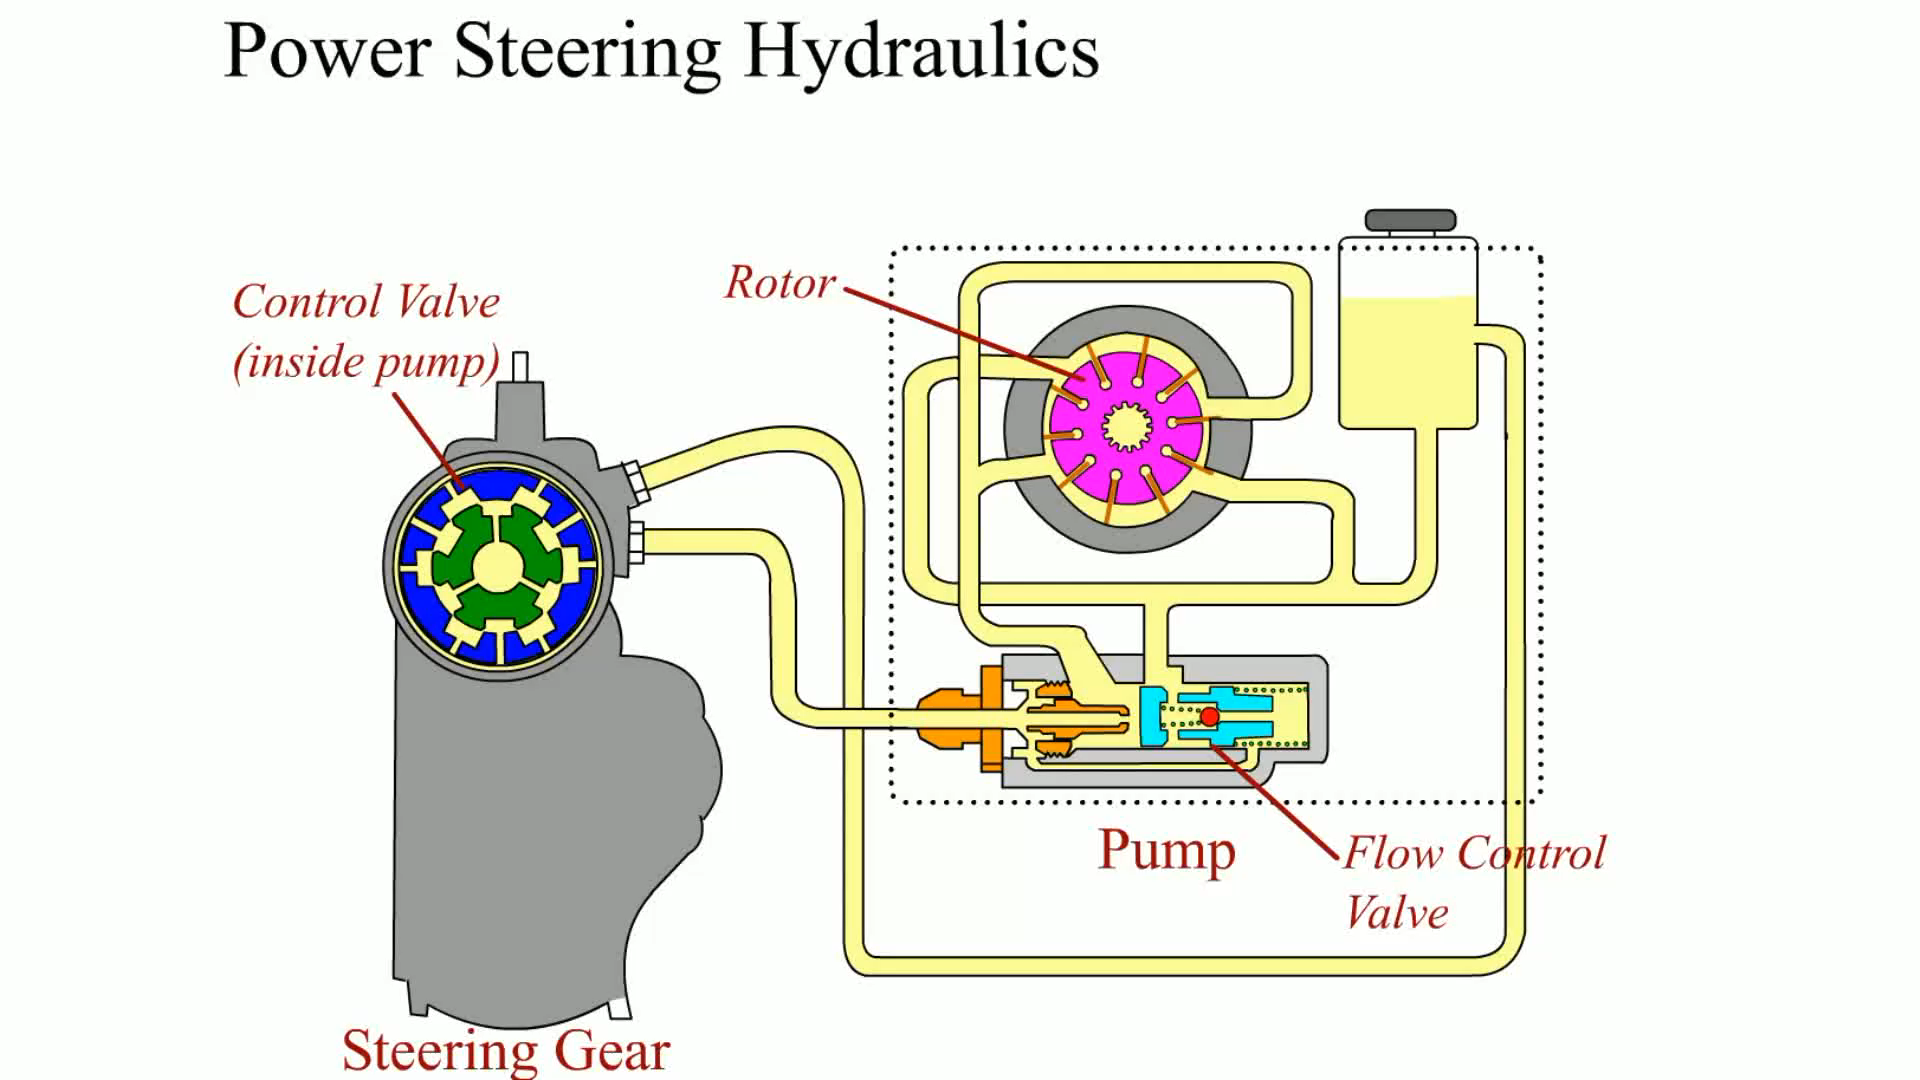 Power Steering Hydraulics
Rotor
Control Valve
(inside pump)
Pump
Flow Control
Valve
Steering Gear